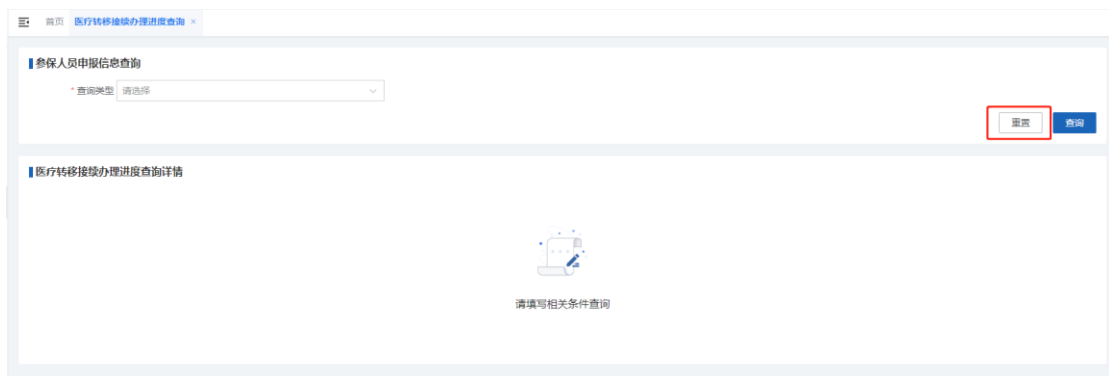 首页 医疗转移接续办理进度查询 ×
参保人员申报信息查询
* 查询类型 请选择
重置 查询
医疗转移接续办理进度查询详情
请填写相关条件查询